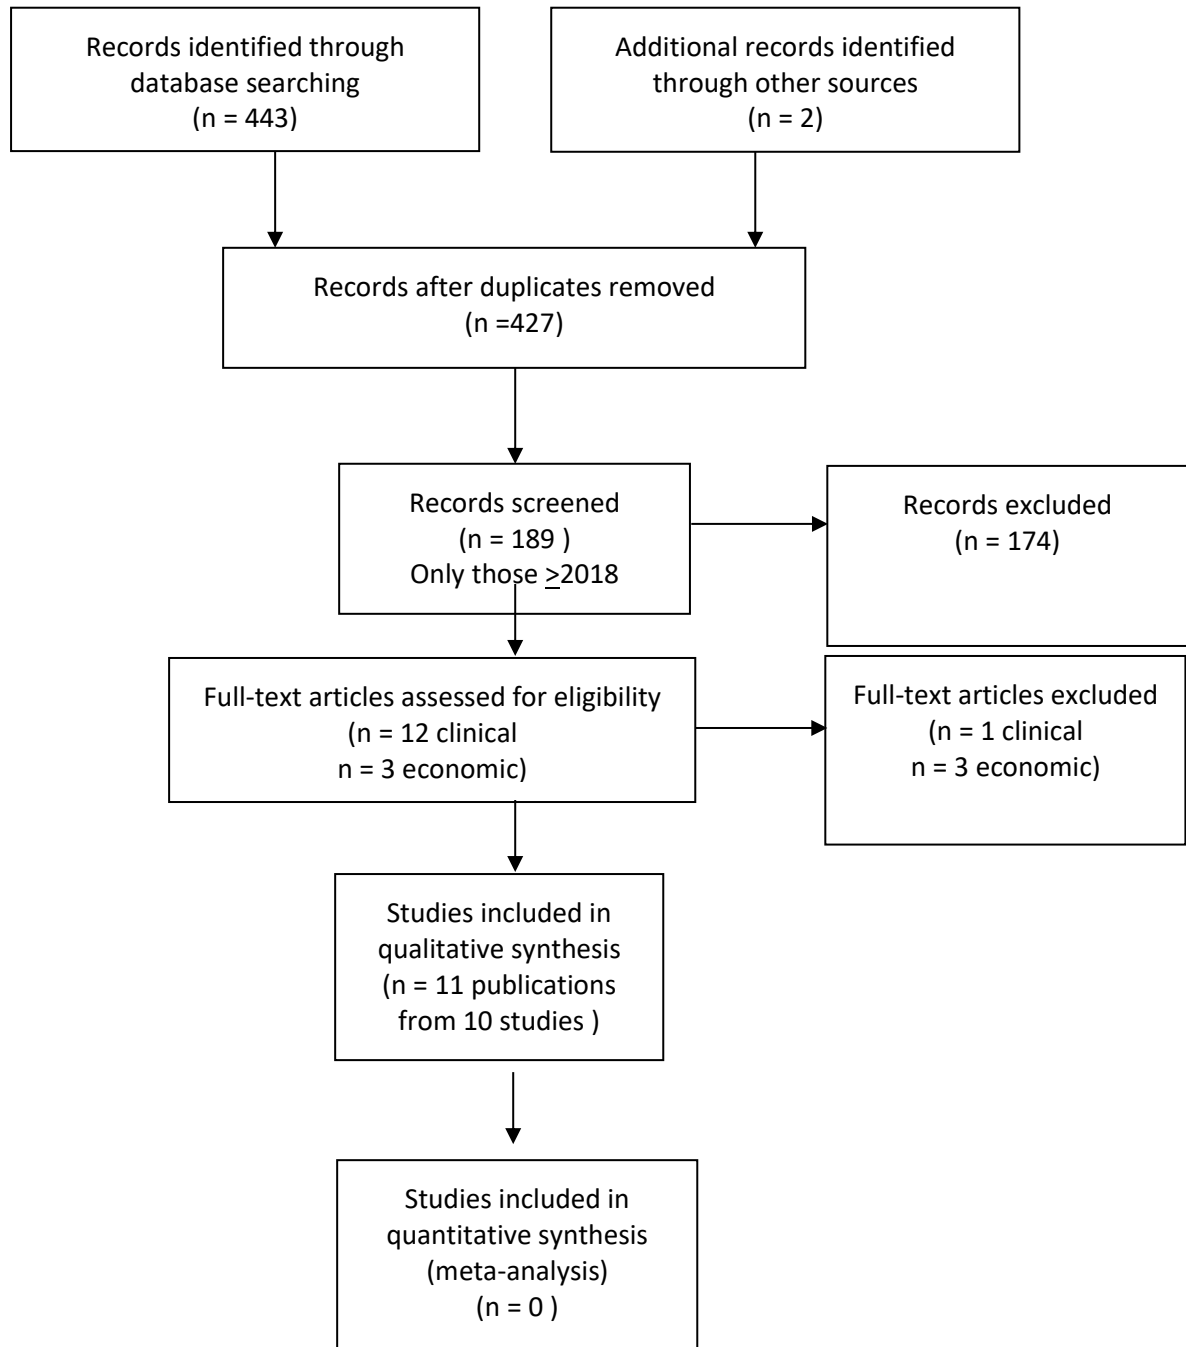 Records identified through
database searching
(n = 443)
Additional records identified
through other sources
(n = 2)
Records after duplicates removed
(n =427)
Records screened
(n = 189 )
Only those >2018
Records excluded
(n = 174)
Full-text articles assessed for eligibility
(n = 12 clinical
n = 3 economic)
Full-text articles excluded
(n = 1 clinical
n = 3 economic)
Studies included in
qualitative synthesis
(n = 11 publications
from 10 studies )
Studies included in
quantitative synthesis
(meta-analysis)
(n = 0 )